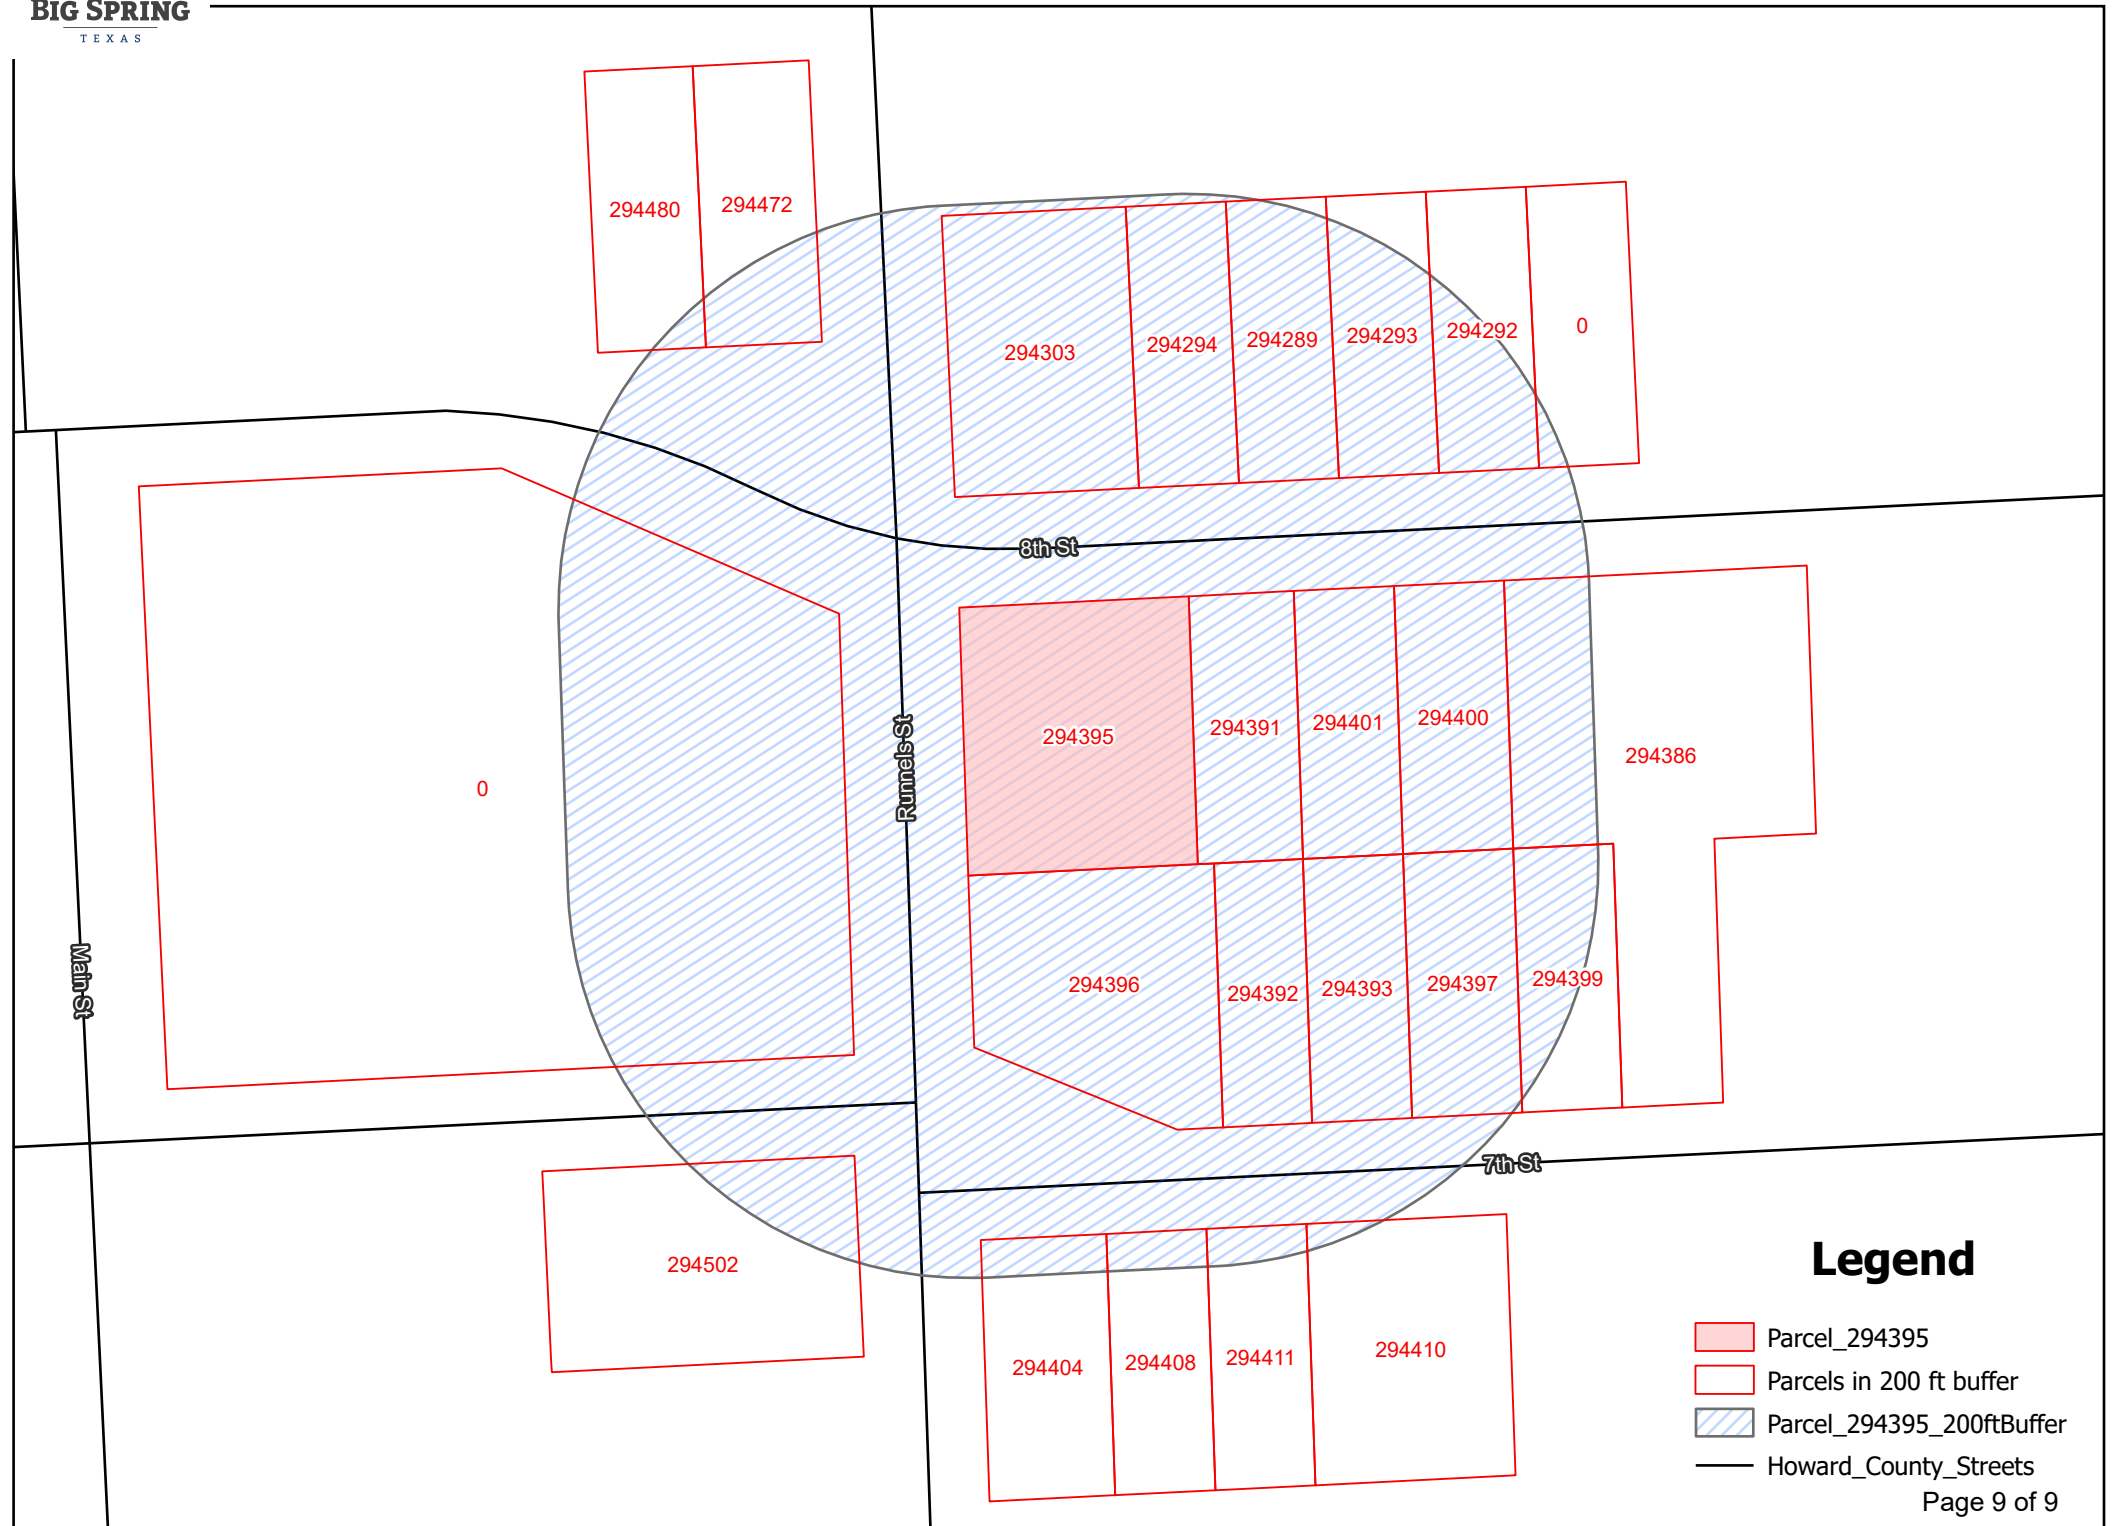 BIG SPRING
TEXAS
294480
294472
294303
294294
294289
294293
294292
0
8th St
294395
294391
294401
294400
294386
Runnels St
0
Main St
294396
294392
294393
294397
294399
7th St
294502
294404
294408
294411
294410
Legend
Parcel_294395
Parcels in 200 ft buffer
Parcel_294395_200ftBuffer
Howard_County_Streets
Page 9 of 9